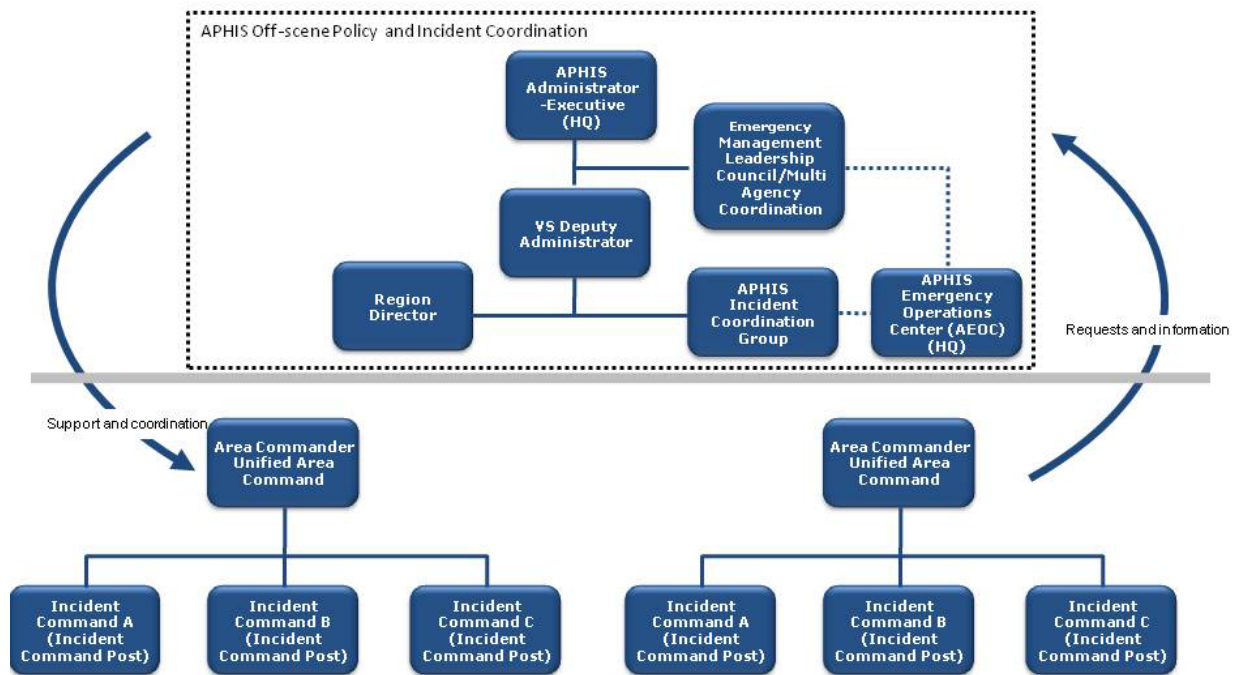 APHIS Off-scene Policy and Incident Coordination
APHIS
Administrator
-Executive
(HQ)
Emergency
Management
Leadership
Council/Multi
Agency
Coordination
VS Deputy
Administrator
Region
Director
APHIS
Incident
Coordination
Group
APHIS
Emergency
Operations
Center (AEOC)
(HQ)
Requests and information
Support and coordination
Area Commander
Unified Area
Command
Area Commander
Unified Area
Command
Incident
Command A
(Incident
Command Post)
Incident
Command B
(Incident
Command Post)
Incident
Command C
(Incident
Command Post)
Incident
Command A
(Incident
Command Post)
Incident
Command B
(Incident
Command Post)
Incident
Command C
(Incident
Command Post)